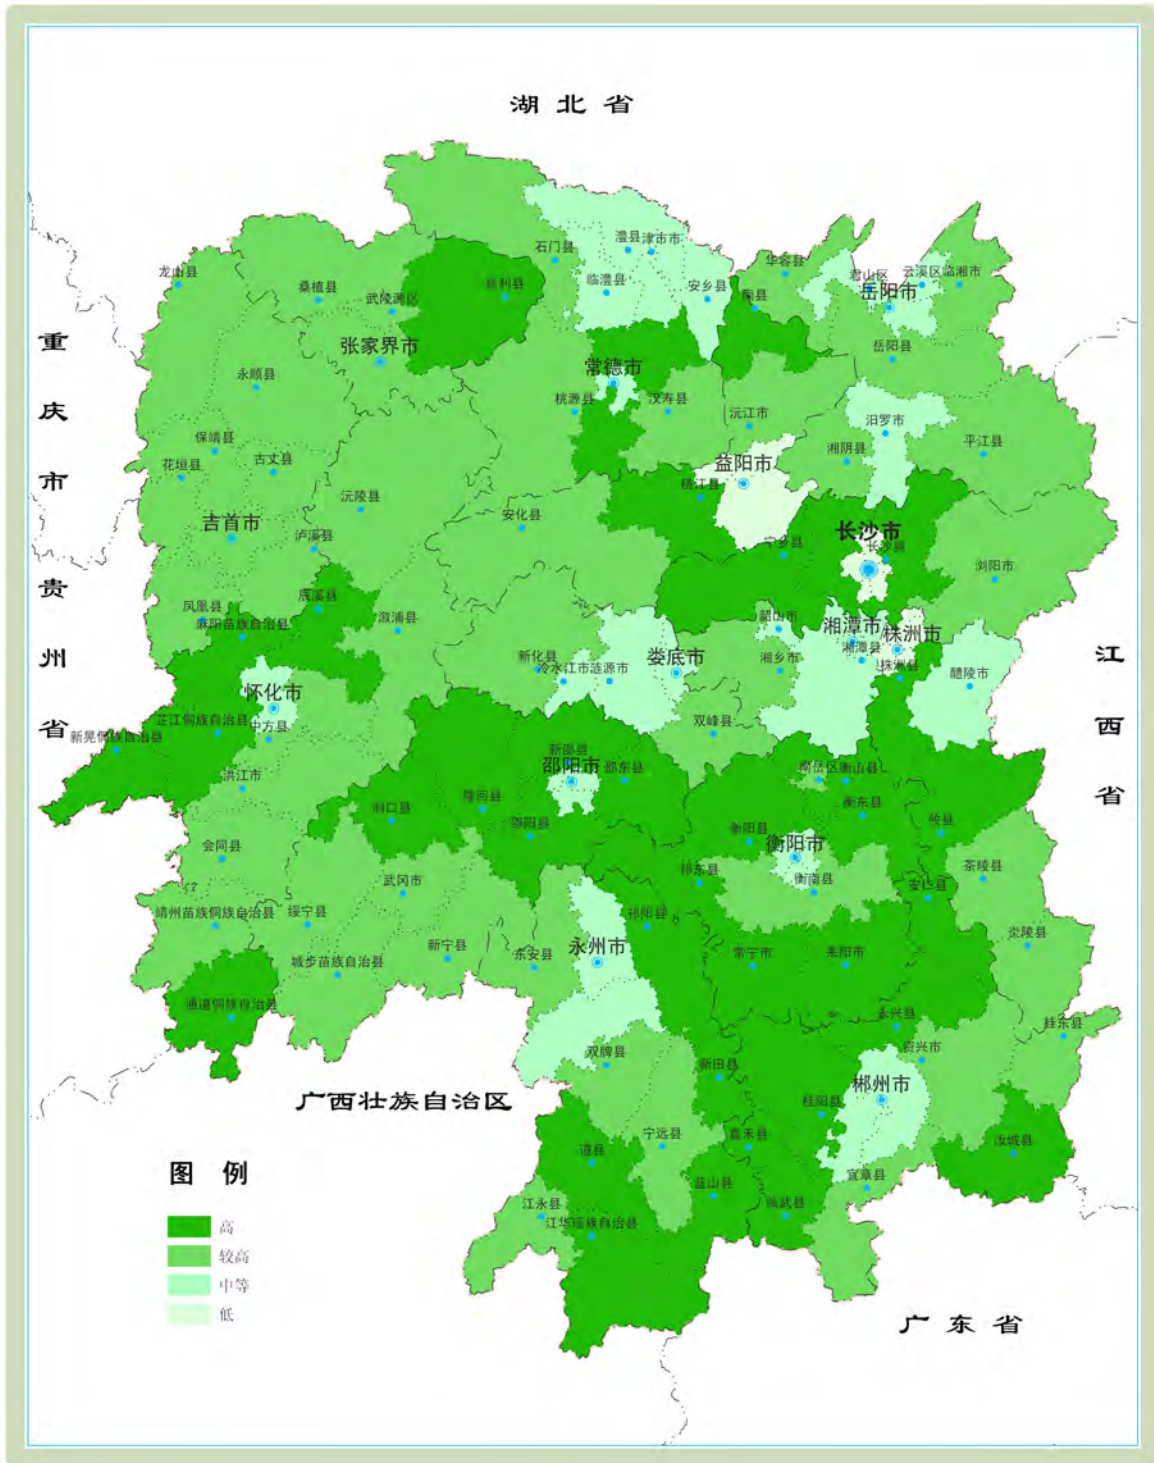 湖北省
石门县
澧县
津市市
龙山县
桑植县
武陵源区
慈利县
临澧县
安乡县
华容县
南县
君山区
云溪区
临湘市
岳阳市
重庆市
张家界市
岳阳县
永顺县
常德市
桃源县
汉寿县
沅江市
汨罗市
湘阴县
平江县
保靖县
花垣县
古丈县
益阳市
桃江县
沅陵县
安化县
吉首市
泸溪县
长沙市
长沙县
宁乡县
浏阳市
贵州省
凤凰县
辰溪县
麻阳苗族自治县
溆浦县
韶山市
湘潭市
株洲市
江西省
新化县
冷水江市
涟源市
娄底市
湘乡市
湘潭县
株洲县
醴陵市
怀化市
芷江侗族自治县
中方县
新晃侗族自治县
双峰县
洪江市
新邵县
邵阳市
邵东县
南岳区
衡山县
洞口县
隆回县
邵阳县
衡东县
衡阳县
攸县
会同县
衡阳市
武冈市
祁东县
衡南县
安仁县
茶陵县
靖州苗族侗族自治县
绥宁县
祁阳县
炎陵县
城步苗族自治县
新宁县
东安县
永州市
常宁市
耒阳市
通道侗族自治县
永兴县
桂东县
双牌县
新田县
资兴市
郴州市
广西壮族自治区
桂阳县
宁远县
嘉禾县
汝城县
道县
图例
蓝山县
宜章县
江永县
临武县
江华瑶族自治县
高
较高
中等
低
广东省